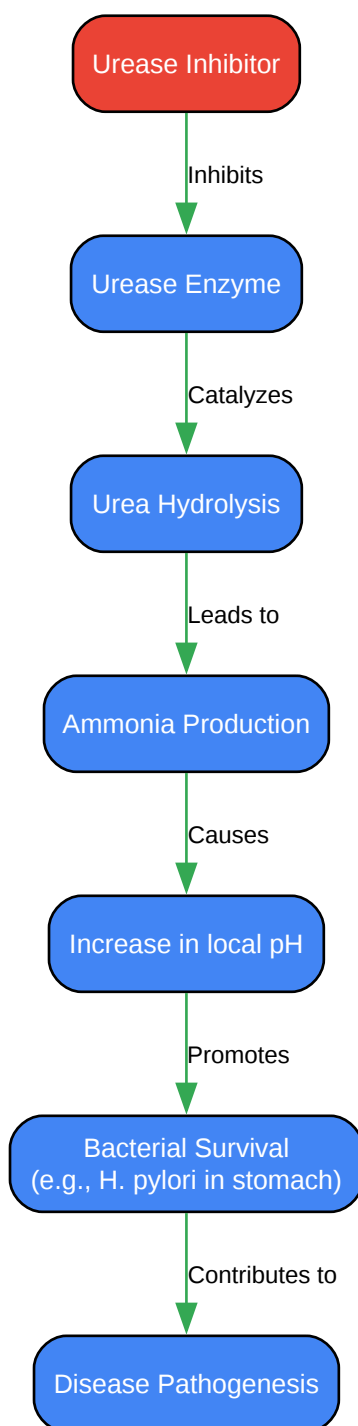 Urease Inhibitor
Inhibits
Urease Enzyme
Catalyzes
Urea Hydrolysis
Leads to
Ammonia Production
Causes
Increase in local pH
Promotes
Bacterial Survival
(e.g., H. pylori in stomach)
Contributes to
Disease Pathogenesis